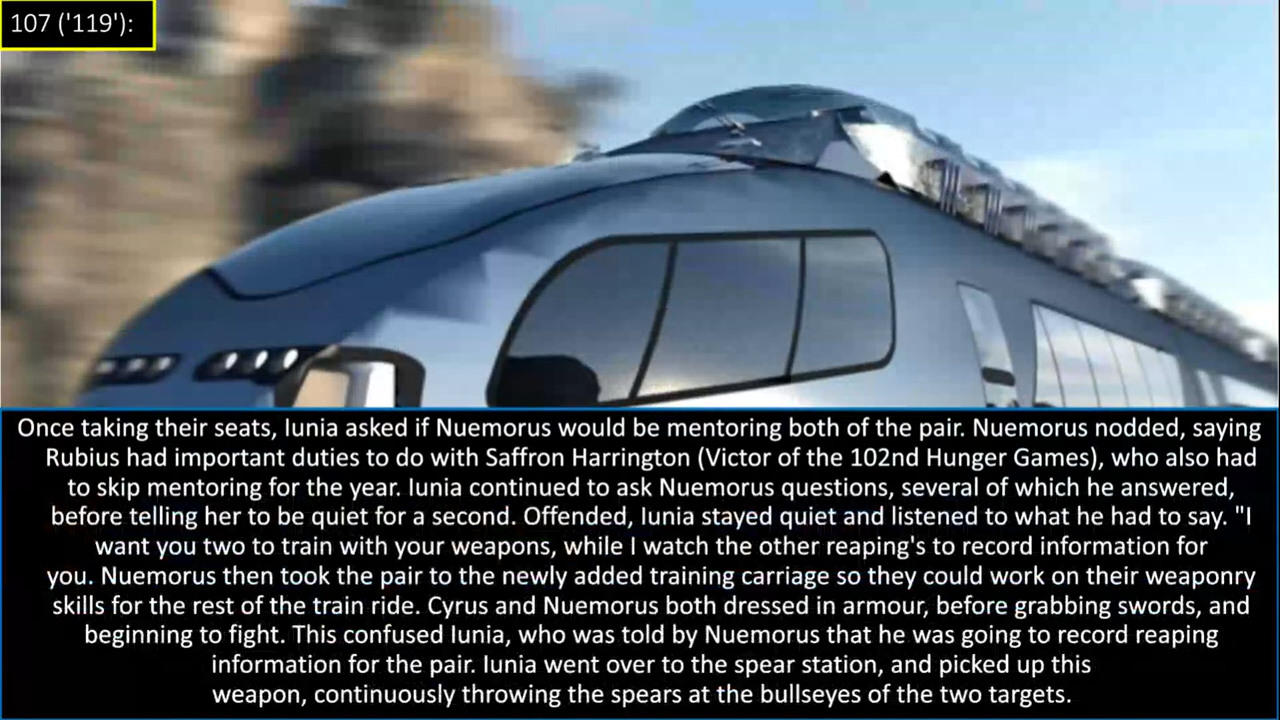 107 ('119'):
Once taking their seats, Iunia asked if Nuemorus would be mentoring both of the pair. Nuemorus nodded, saying
Rubius had important duties to do with Saffron Harrington (Victor of the 102nd Hunger Games), who also had
to skip mentoring for the year. Iunia continued to ask Nuemorus questions, several of which he answered,
before telling her to be quiet for a second. Offended, Iunia stayed quiet and listened to what he had to say. "I
want you two to train with your weapons, while I watch the other reaping's to record information for
you. Nuemorus then took the pair to the newly added training carriage so they could work on their weaponry
skills for the rest of the train ride. Cyrus and Nuemorus both dressed in armour, before grabbing swords, and
beginning to fight. This confused Iunia, who was told by Nuemorus that he was going to record reaping
information for the pair. Iunia went over to the spear station, and picked up this
weapon, continuously throwing the spears at the bullseyes of the two targets.